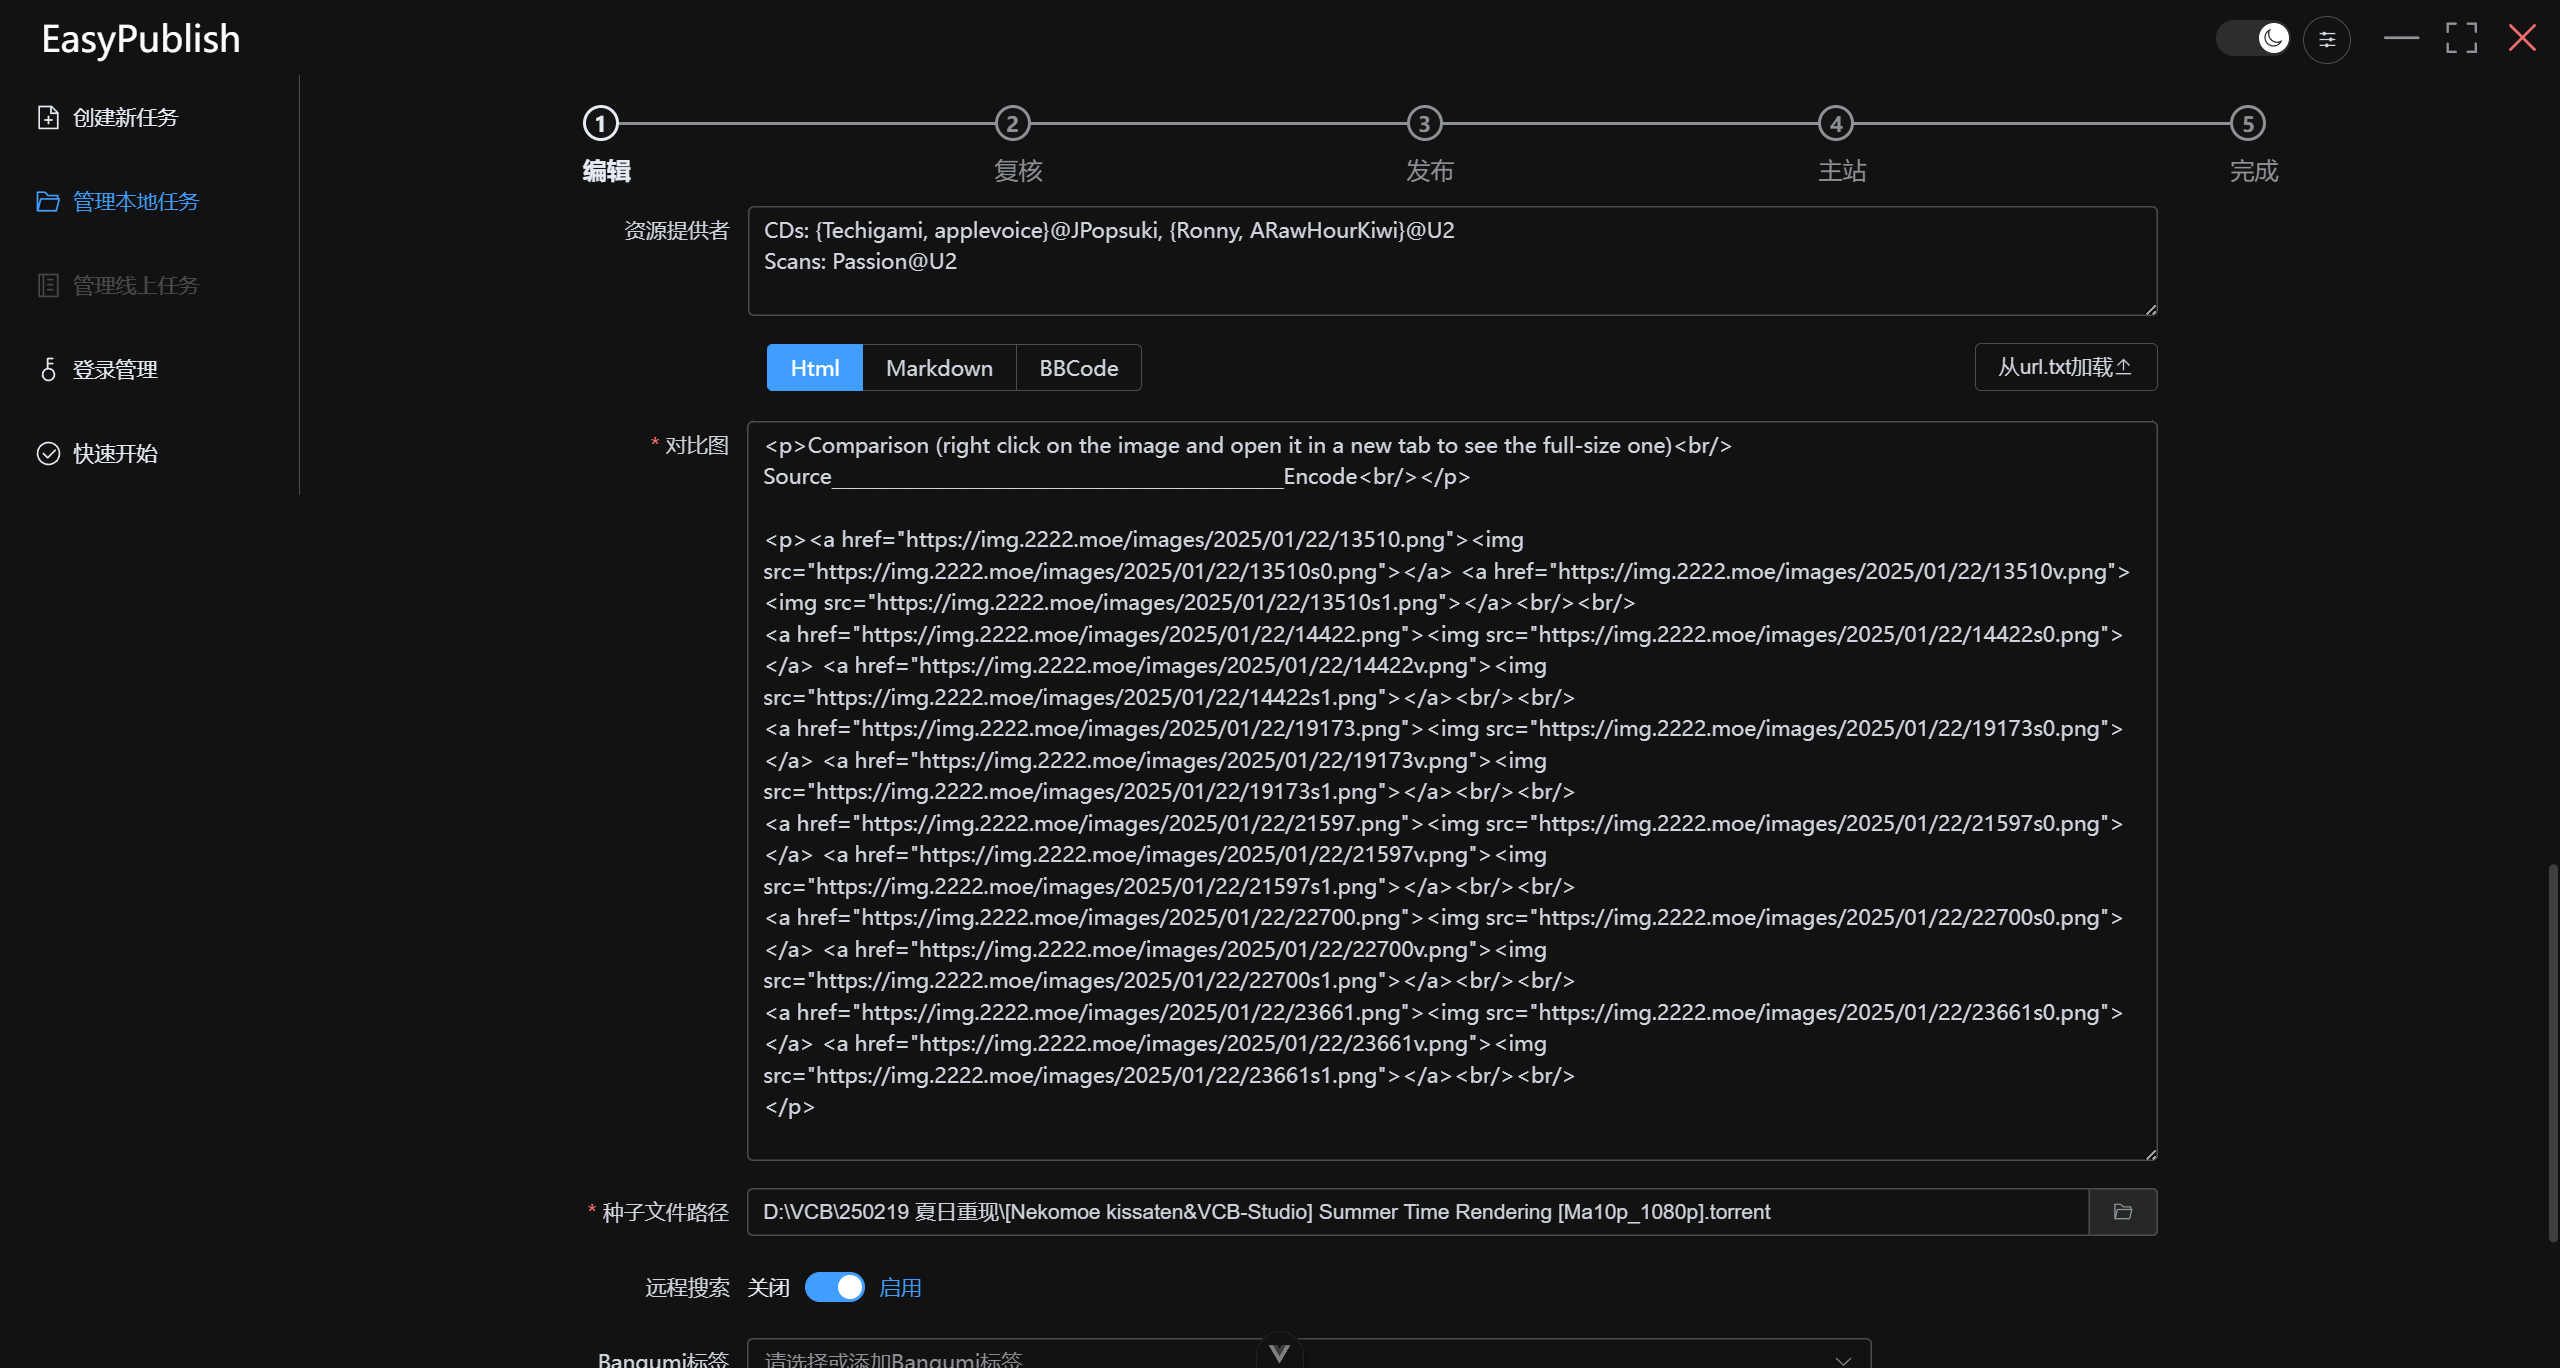 EasyPublish
创建新任务
管理本地任务
管理线上任务
登录管理
快速开始
1
2
3
4
5
编辑
复核
发布
主站
完成
资源提供者
CDs: {Techigami, applevoice}@JPopsuki, {Ronny, ARawHourKiwi}@U2
Scans: Passion@U2
Html
Markdown
BBCode
从url.txt加载
* 对比图
<p>Comparison (right click on the image and open it in a new tab to see the full-size one)<br/>
Source_________________________________________Encode<br/></p>
<p><a href="https://img.2222.moe/images/2025/01/22/13510.png"><img
src="https://img.2222.moe/images/2025/01/22/13510s0.png"></a> <a href="https://img.2222.moe/images/2025/01/22/13510v.png">
<img src="https://img.2222.moe/images/2025/01/22/13510s1.png"></a><br/><br/>
<a href="https://img.2222.moe/images/2025/01/22/14422.png"><img src="https://img.2222.moe/images/2025/01/22/14422s0.png">
</a> <a href="https://img.2222.moe/images/2025/01/22/14422v.png"><img
src="https://img.2222.moe/images/2025/01/22/14422s1.png"></a><br/><br/>
<a href="https://img.2222.moe/images/2025/01/22/19173.png"><img src="https://img.2222.moe/images/2025/01/22/19173s0.png">
</a> <a href="https://img.2222.moe/images/2025/01/22/19173v.png"><img
src="https://img.2222.moe/images/2025/01/22/19173s1.png"></a><br/><br/>
<a href="https://img.2222.moe/images/2025/01/22/21597.png"><img src="https://img.2222.moe/images/2025/01/22/21597s0.png">
</a> <a href="https://img.2222.moe/images/2025/01/22/21597v.png"><img
src="https://img.2222.moe/images/2025/01/22/21597s1.png"></a><br/><br/>
<a href="https://img.2222.moe/images/2025/01/22/22700.png"><img src="https://img.2222.moe/images/2025/01/22/22700s0.png">
</a> <a href="https://img.2222.moe/images/2025/01/22/22700v.png"><img
src="https://img.2222.moe/images/2025/01/22/22700s1.png"></a><br/><br/>
<a href="https://img.2222.moe/images/2025/01/22/23661.png"><img src="https://img.2222.moe/images/2025/01/22/23661s0.png">
</a> <a href="https://img.2222.moe/images/2025/01/22/23661v.png"><img
src="https://img.2222.moe/images/2025/01/22/23661s1.png"></a><br/><br/>
</p>
* 种子文件路径
D:\VCB\250219 夏日重现\[Nekomoe kissaten&VCB-Studio] Summer Time Rendering [Ma10p_1080p].torrent
远程搜索
关闭
启用
Bangumi标签
请选择或添加Bangumi标签